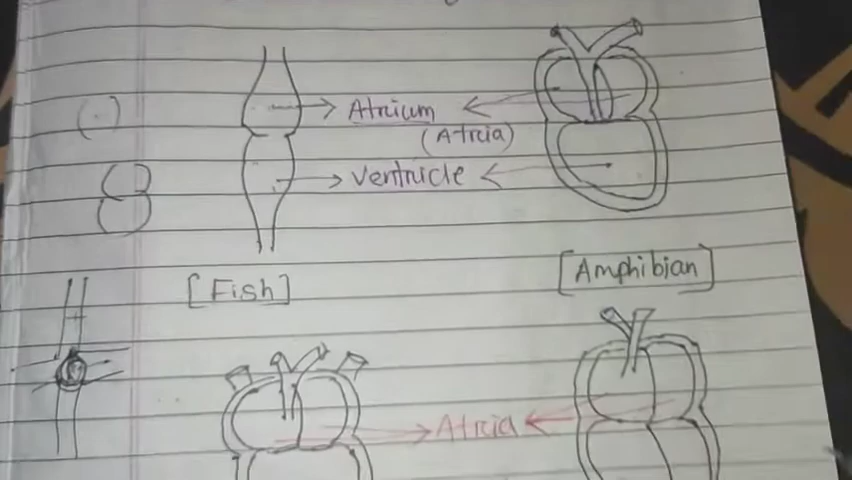 Atrium
(Atria)
Ventricle
[Fish]
[Amphibian]
Atria